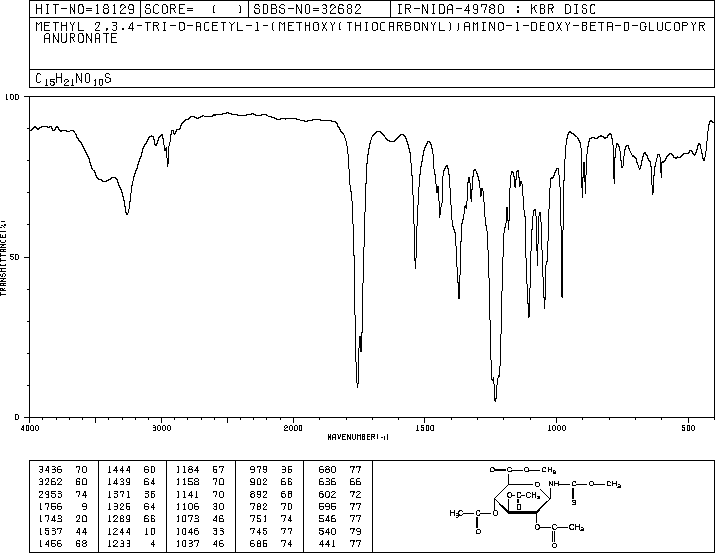 HIT-NO=18129 SCORE= ( ) SDBS-NO=32682 IR-NIDA-49780 : KBR DISC
METHYL 2,3,4-TRI-O-ACETYL-1-(METHOXY(THIOCARBONYL))AMINO-1-DEOXY-BETA-D-GLUCOPYR
ANURONATE
C15H21NO10S
100
50
0
TRANSMITTANCE(%)
4000 3000 2000 1500 1000 500
WAVENUMBER(-1)
3436 70 1444 60 1184 67 979 36 680 77
3262 60 1439 64 1158 70 902 66 636 66
2953 74 1371 36 1141 70 892 68 602 72
1756 9 1326 64 1106 30 782 70 596 77
1743 20 1289 66 1073 46 751 74 546 77
1537 44 1244 10 1046 33 745 77 540 79
1456 68 1233 4 1037 46 686 74 441 77
O-C-O-CH3
O
O NH-C-O-CH3
S
CH3-C-O
O
O-C-CH3
O
O-C-CH3
O